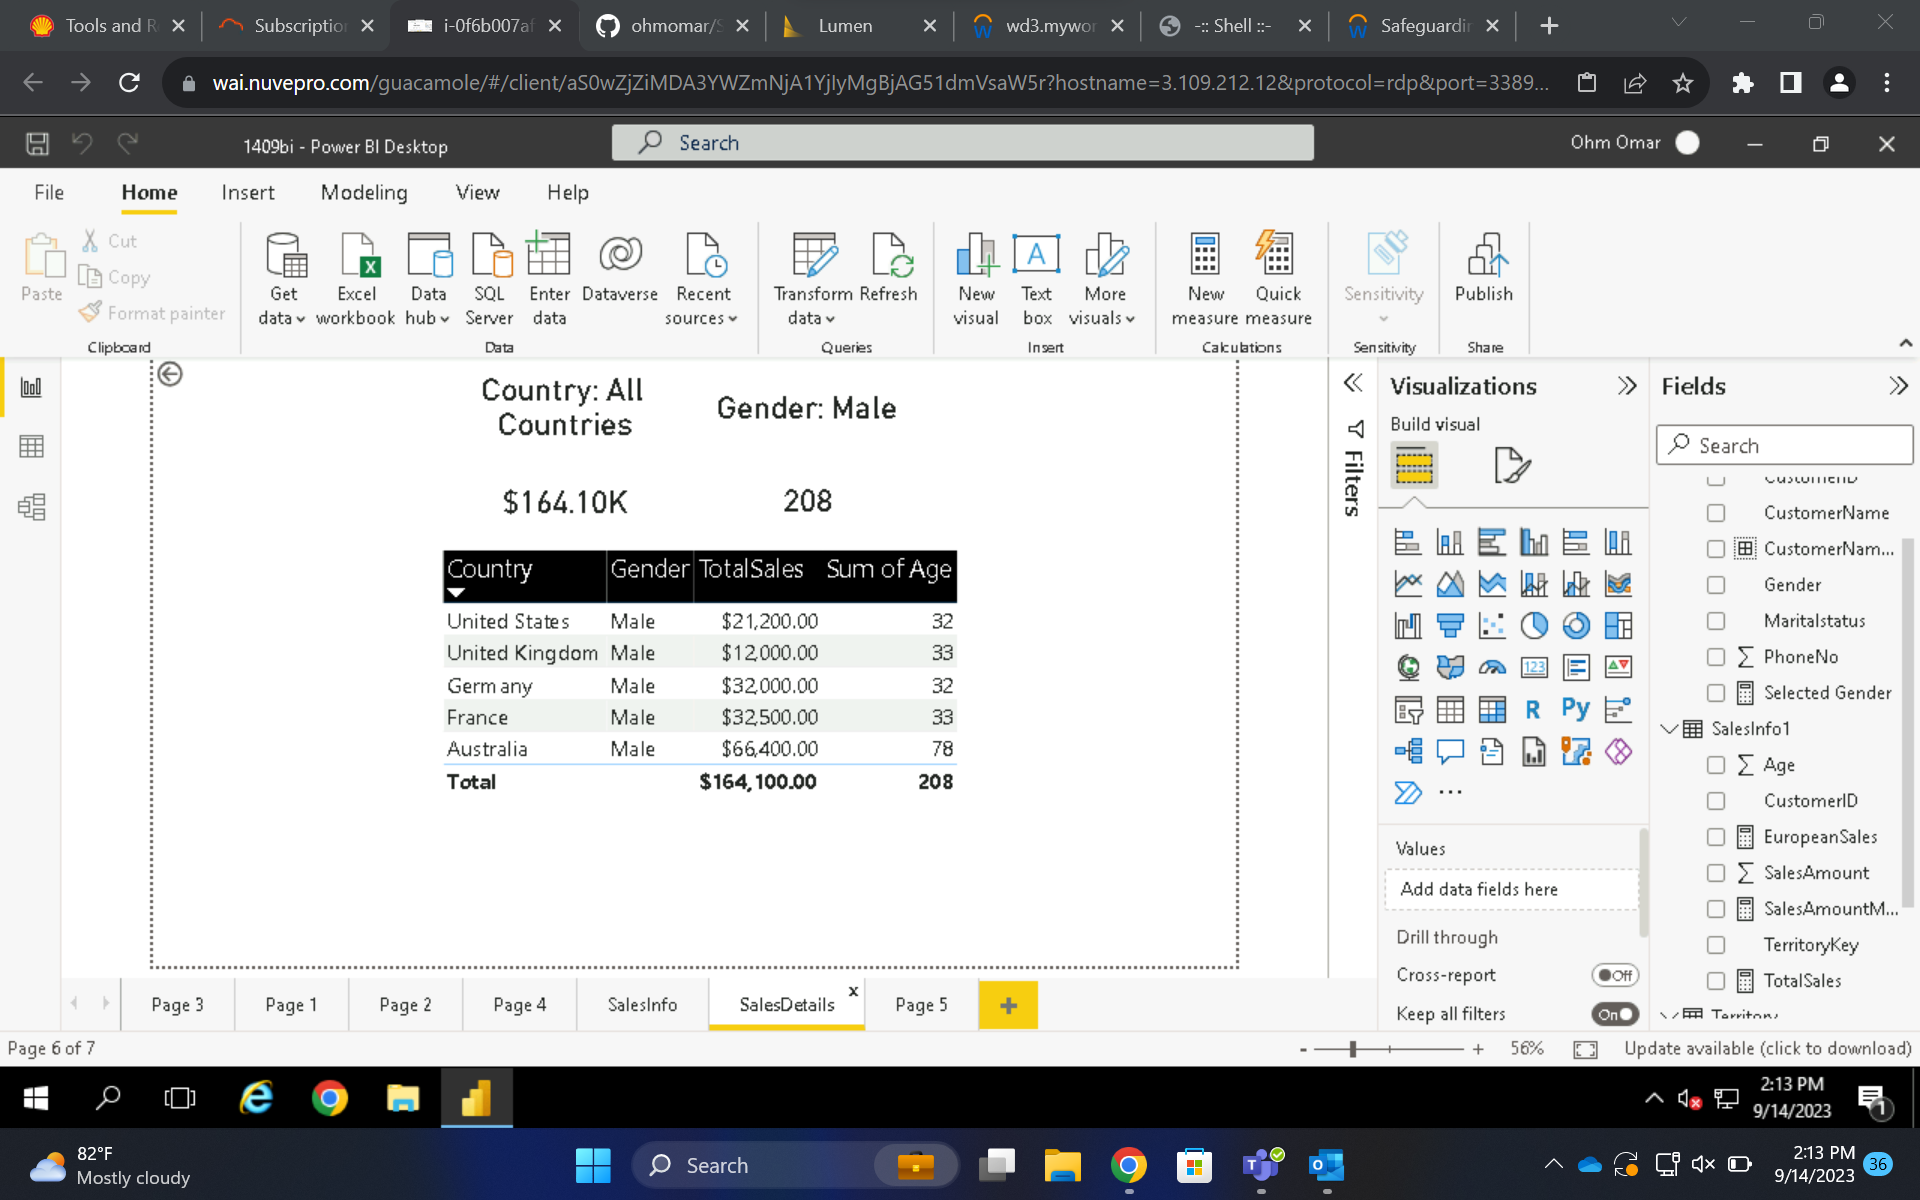 Tools and R
Subscription
i-0f6b007af
ohmomar/S
Lumen
wd3.mywor
-:: Shell ::-
Safeguardin
wai.nuvepro.com/guacamole/#/client/aS0wZjZiMDA3YWZmNjA1YjIyMgBjAG51dmVsaW5r?hostname=3.109.212.12&protocol=rdp&port=3389...
1409bi - Power BI Desktop
Search
Ohm Omar
File
Home
Insert
Modeling
View
Help
Paste
Cut
Copy
Format painter
Clipboard
Get data
Excel workbook
Data hub
SQL Server
Enter data
Dataverse
Recent sources
Data
Transform data
Refresh
Queries
New visual
Text box
More visuals
Insert
New measure
Quick measure
Calculations
Sensitivity
Sensitivity
Publish
Share
Country: All
Countries
Gender: Male
$164.10K
208
Country Gender TotalSales Sum of Age
United States Male $21,200.00 32
United Kingdom Male $12,000.00 33
Germany Male $32,000.00 32
France Male $32,500.00 33
Australia Male $66,400.00 78
Total $164,100.00 208
Filters
Visualizations
Build visual
123
R
Py
...
Values
Add data fields here
Drill through
Cross-report
Off
Keep all filters
On
Fields
Search
CustomerID
CustomerName
CustomerNam...
Gender
Maritalstatus
PhoneNo
Selected Gender
SalesInfo1
Age
CustomerID
EuropeanSales
SalesAmount
SalesAmountM...
TerritoryKey
TotalSales
Territory
Page 3
Page 1
Page 2
Page 4
SalesInfo
SalesDetails
x
Page 5
+
Page 6 of 7
- + 56%
Update available (click to download)
2:13 PM
9/14/2023
1
82°F
Mostly cloudy
Search
2:13 PM
9/14/2023
36